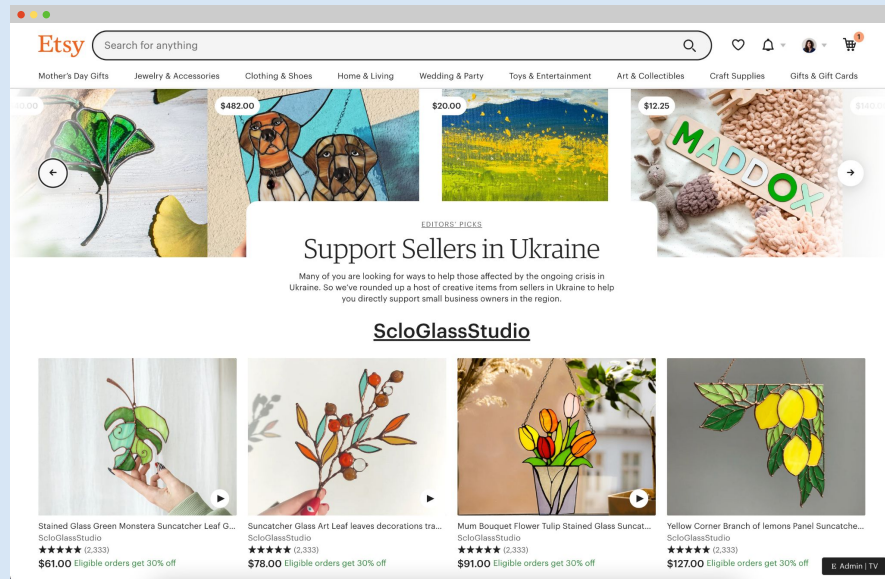 Etsy
Search for anything
1
Mother's Day Gifts Jewelry & Accessories Clothing & Shoes Home & Living Wedding & Party Toys & Entertainment Art & Collectibles Craft Supplies Gifts & Gift Cards
$482.00 $20.00 $12.25
MADDOX
EDITORS' PICKS
Support Sellers in Ukraine
Many of you are looking for ways to help those affected by the ongoing crisis in
Ukraine. So we've rounded up a host of creative items from sellers in Ukraine to help
you directly support small business owners in the region.
ScloGlassStudio
Stained Glass Green Monstera Suncatcher Leaf G...
ScloGlassStudio
(2,333)
$61.00 Eligible orders get 30% off
Suncatcher Glass Art Leaf leaves decorations tra...
ScloGlassStudio
(2,333)
$78.00 Eligible orders get 30% off
Mum Bouquet Flower Tulip Stained Glass Suncat...
ScloGlassStudio
(2,333)
$91.00 Eligible orders get 30% off
Yellow Corner Branch of lemons Panel Suncatche...
ScloGlassStudio
(2,333)
$127.00 Eligible orders get 30% off
E Admin | TV